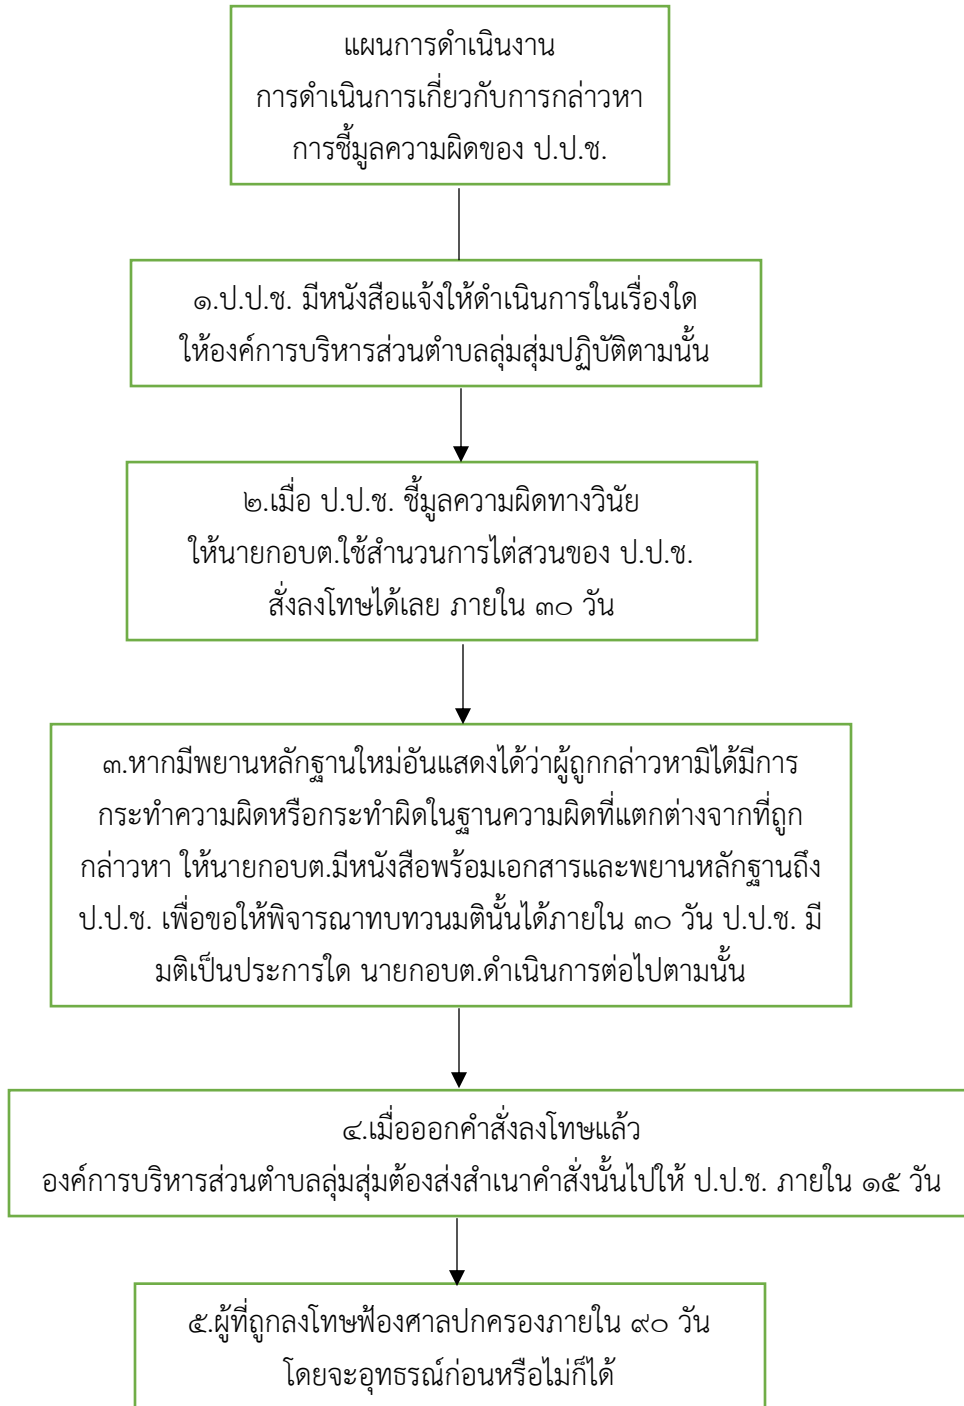 แผนการดำเนินงาน
การดำเนินการเกี่ยวกับการกล่าวหา
การชี้มูลความผิดของ ป.ป.ช.
๑.ป.ป.ช. มีหนังสือแจ้งให้ดำเนินการในเรื่องใด
ให้องค์การบริหารส่วนตำบลลุ่มสุ่มปฏิบัติตามนั้น
๒.เมื่อ ป.ป.ช. ชี้มูลความผิดทางวินัย
ให้นายกอบต.ใช้สำนวนการไต่สวนของ ป.ป.ช.
สั่งลงโทษได้เลย ภายใน ๓๐ วัน
๓.หากมีพยานหลักฐานใหม่อันแสดงได้ว่าผู้ถูกกล่าวหามิได้มีการ
กระทำความผิดหรือกระทำผิดในฐานความผิดที่แตกต่างจากที่ถูก
กล่าวหา ให้นายกอบต.มีหนังสือพร้อมเอกสารและพยานหลักฐานถึง
ป.ป.ช. เพื่อขอให้พิจารณาทบทวนมตินั้นได้ภายใน ๓๐ วัน ป.ป.ช. มี
มติเป็นประการใด นายกอบต.ดำเนินการต่อไปตามนั้น
๔.เมื่อออกคำสั่งลงโทษแล้ว
องค์การบริหารส่วนตำบลลุ่มสุ่มต้องส่งสำเนาคำสั่งนั้นไปให้ ป.ป.ช. ภายใน ๑๕ วัน
๕.ผู้ที่ถูกลงโทษฟ้องศาลปกครองภายใน ๙๐ วัน
โดยจะอุทธรณ์ก่อนหรือไม่ก็ได้